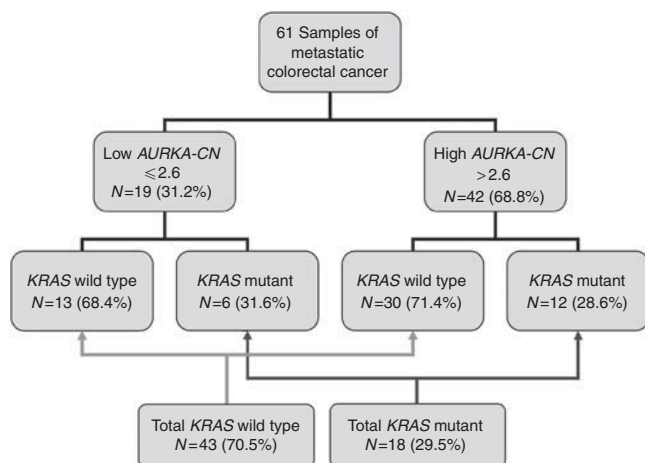 61 Samples of
metastatic
colorectal cancer
Low AURKA-CN
⩽2.6
N=19 (31.2%)
High AURKA-CN
>2.6
N=42 (68.8%)
KRAS wild type
N=13 (68.4%)
KRAS mutant
N=6 (31.6%)
KRAS wild type
N=30 (71.4%)
KRAS mutant
N=12 (28.6%)
Total KRAS wild type
N=43 (70.5%)
Total KRAS mutant
N=18 (29.5%)